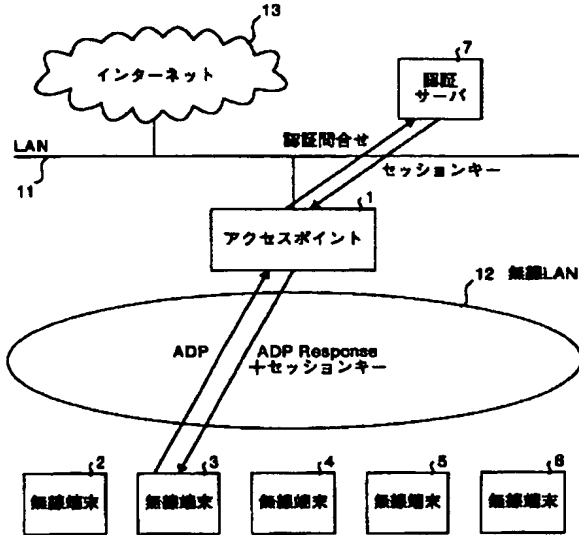 13
インターネット
7
認証
サーバ
LAN
認証問合せ
11
セッションキー
1
アクセスポイント
12 無線LAN
ADP
ADP Response
+セッションキー
2
3
4
5
6
無線端末
無線端末
無線端末
無線端末
無線端末